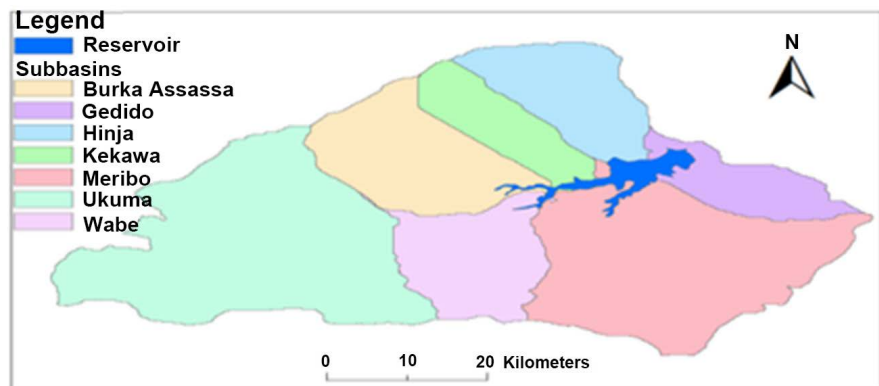 Legend
Reservoir
Subbasins
Burka Assassa
Gedido
Hinja
Kekawa
Meribo
Ukuma
Wabe
N
0 10 20 Kilometers